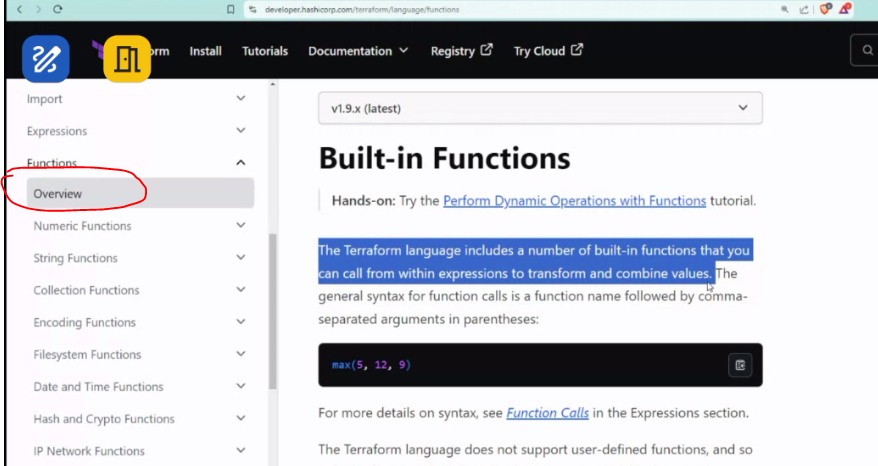 developer.hashicorp.com/terraform/language/functions
Install
Tutorials
Documentation
Registry
Try Cloud
Import
Expressions
Functions
Overview
Numeric Functions
String Functions
Collection Functions
Encoding Functions
Filesystem Functions
Date and Time Functions
Hash and Crypto Functions
IP Network Functions
v1.9.x (latest)
Built-in Functions
Hands-on: Try the Perform Dynamic Operations with Functions tutorial.
The Terraform language includes a number of built-in functions that you
can call from within expressions to transform and combine values. The
general syntax for function calls is a function name followed by comma-
separated arguments in parentheses:
max(5, 12, 9)
For more details on syntax, see Function Calls in the Expressions section.
The Terraform language does not support user-defined functions, and so